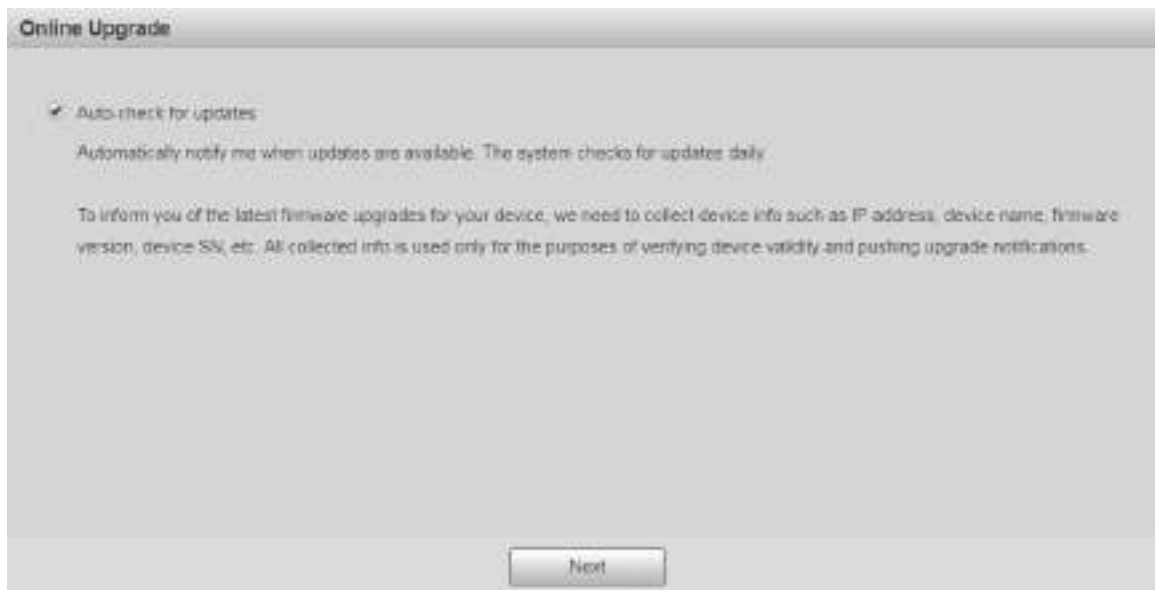 Online Upgrade
Auto-check for updates
Automatically notify me when updates are available. The system checks for updates daily.
To inform you of the latest firmware upgrades for your device, we need to collect device info such as IP address, device name, firmware
version, device SN, etc. All collected info is used only for the purposes of verifying device validity and pushing upgrade notifications.
Next